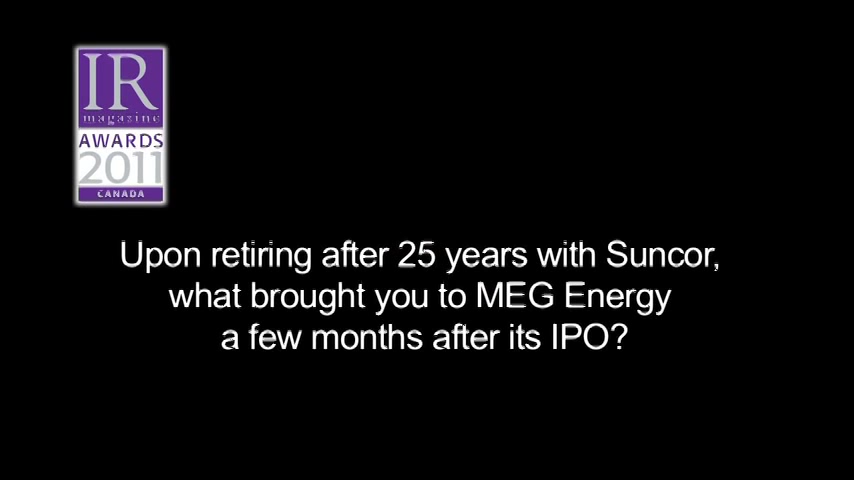 IR
magazine
AWARDS
2011
CANADA
Upon retiring after 25 years with Suncor,
what brought you to MEG Energy
a few months after its IPO?